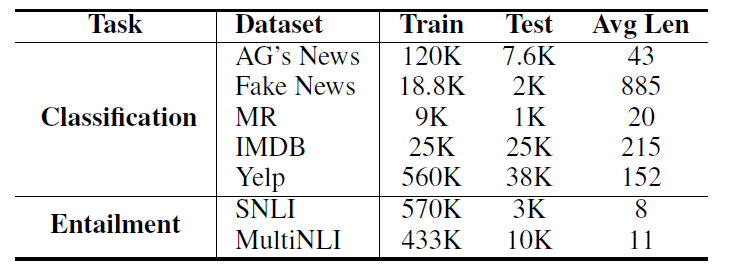 Task Dataset Train Test Avg Len
AG's News 120K 7.6K 43
Fake News 18.8K 2K 885
Classification MR 9K 1K 20
IMDB 25K 25K 215
Yelp 560K 38K 152
SNLI 570K 3K 8
Entailment
MultiNLI 433K 10K 11